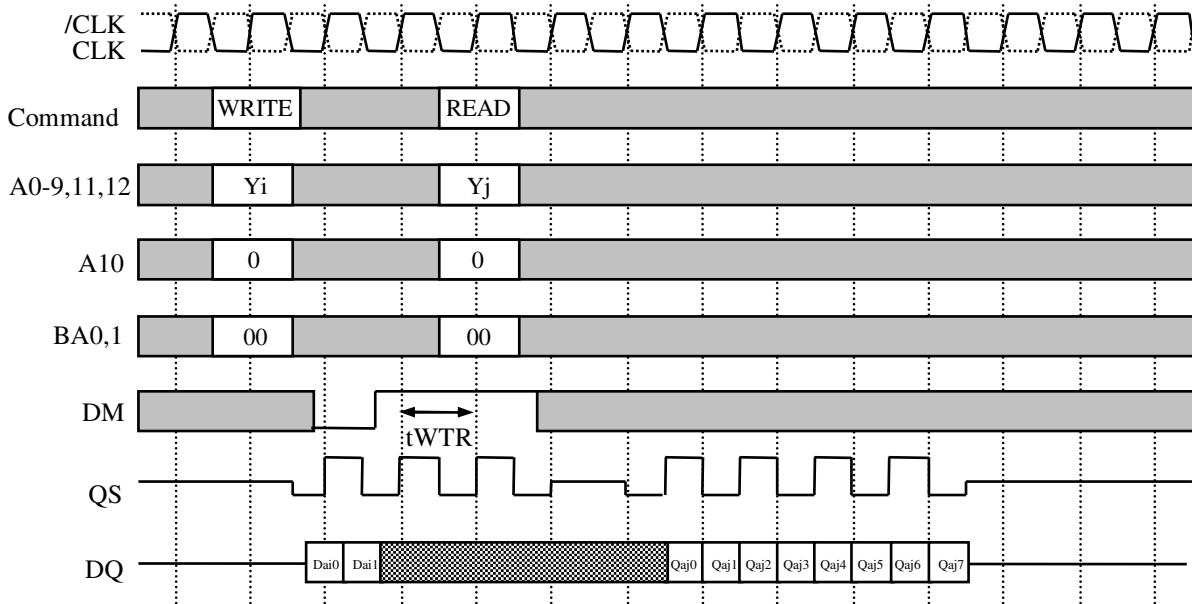 /CLK
CLK
Command WRITE READ
A0-9,11,12 Yi Yj
A10 0 0
BA0,1 00 00
DM
tWTR
QS
DQ Dai0 Dai1 Qaj0 Qaj1 Qaj2 Qaj3 Qaj4 Qaj5 Qaj6 Qaj7